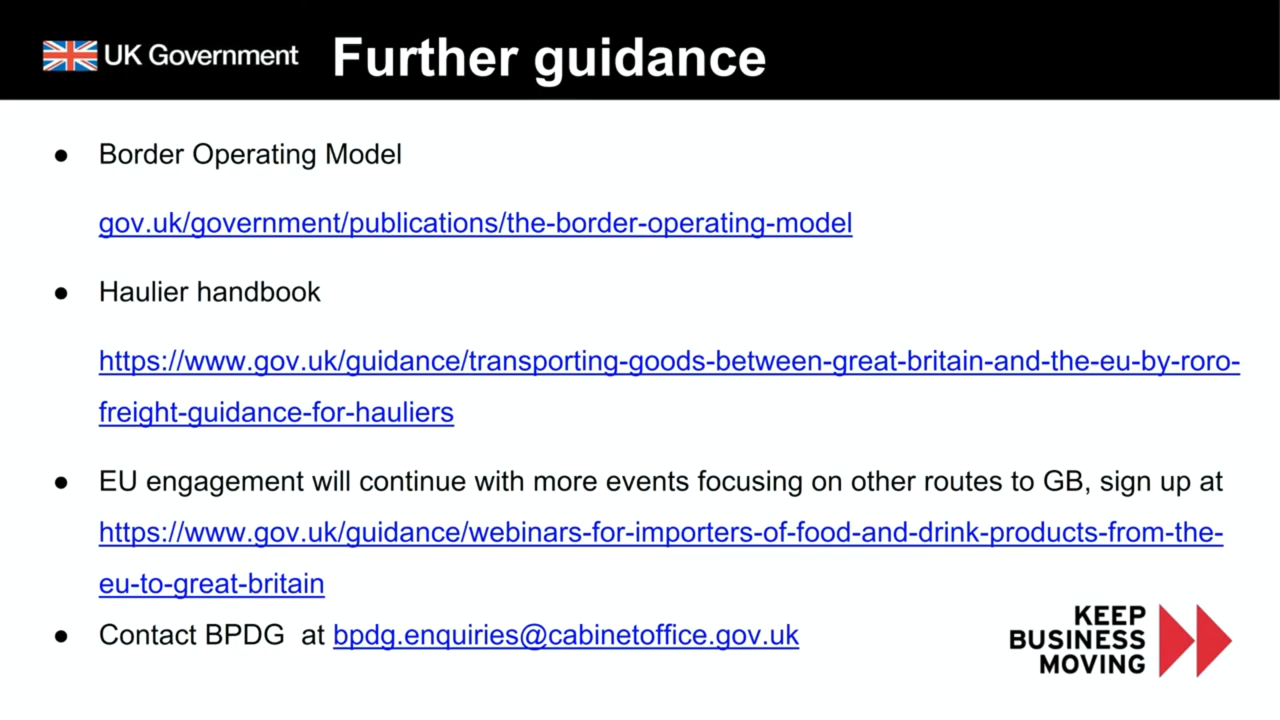 UK Government Further guidance
● Border Operating Model
gov.uk/government/publications/the-border-operating-model
● Haulier handbook
https://www.gov.uk/guidance/transporting-goods-between-great-britain-and-the-eu-by-roro-
freight-guidance-for-hauliers
● EU engagement will continue with more events focusing on other routes to GB, sign up at
https://www.gov.uk/guidance/webinars-for-importers-of-food-and-drink-products-from-the-
eu-to-great-britain
● Contact BPDG at bpdg.enquiries@cabinetoffice.gov.uk
KEEP
BUSINESS
MOVING